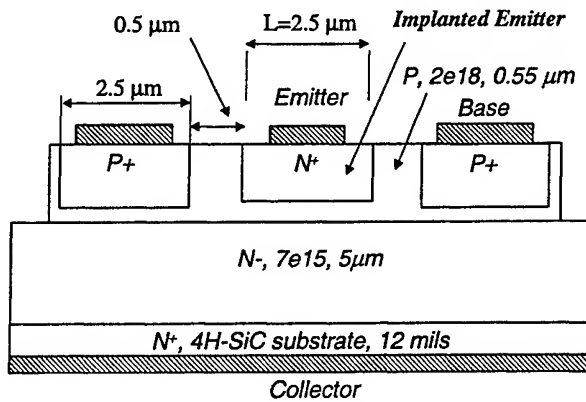 L=2.5 µm
Implanted Emitter
0.5 µm
2.5 µm
Emitter
P, 2e18, 0.55 µm
Base
P+
N+
P+
N-, 7e15, 5µm
N+, 4H-SiC substrate, 12 mils
Collector